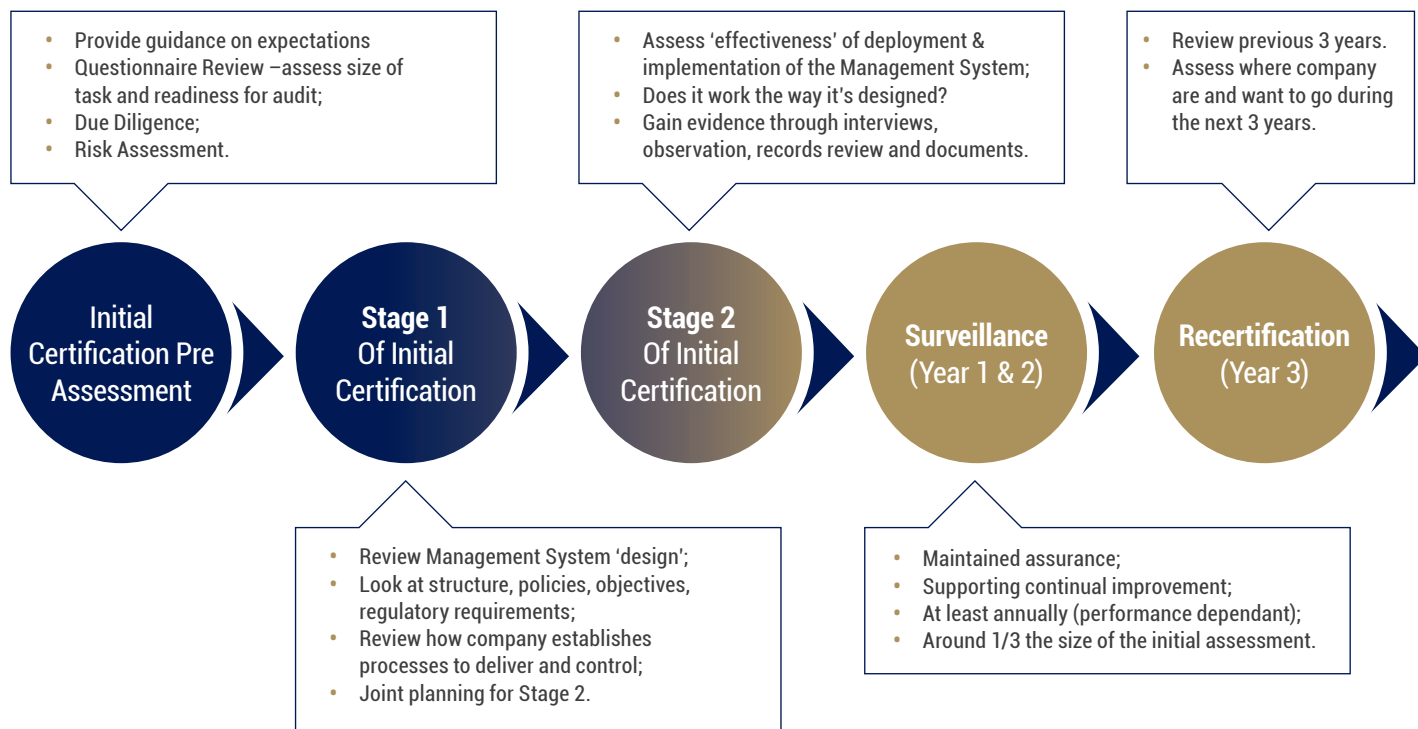 • Provide guidance on expectations
• Questionnaire Review –assess size of
task and readiness for audit;
• Due Diligence;
• Risk Assessment.
• Assess ‘effectiveness’ of deployment &
implementation of the Management System;
• Does it work the way it's designed?
• Gain evidence through interviews,
observation, records review and documents.
• Review previous 3 years.
• Assess where company
are and want to go during
the next 3 years.
Initial
Certification Pre
Assessment
Stage 1
Of Initial
Certification
Stage 2
Of Initial
Certification
Surveillance
(Year 1 & 2)
Recertification
(Year 3)
• Review Management System ‘design’;
• Look at structure, policies, objectives,
regulatory requirements;
• Review how company establishes
processes to deliver and control;
• Joint planning for Stage 2.
• Maintained assurance;
• Supporting continual improvement;
• At least annually (performance dependant);
• Around 1/3 the size of the initial assessment.